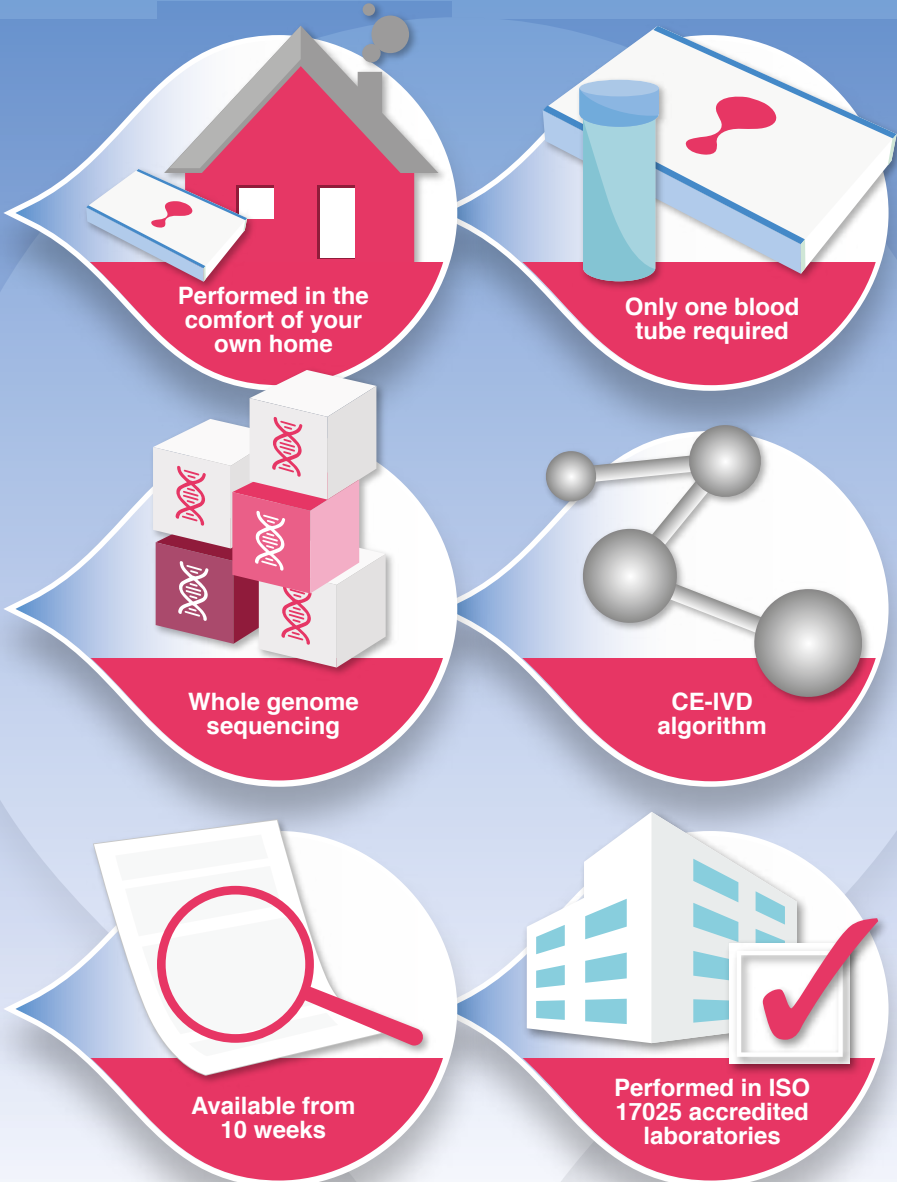 Performed in the
comfort of your
own home
Only one blood
tube required
Whole genome
sequencing
CE-IVD
algorithm
Available from
10 weeks
Performed in ISO
17025 accredited
laboratories